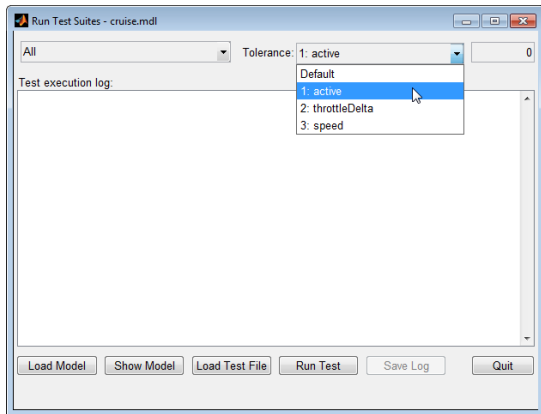 Run Test Suites - cruise.mdl
All Tolerance: 1: active 0
Default
Test execution log:
1: active
2: throttleDelta
3: speed
Load Model Show Model Load Test File Run Test Save Log Quit